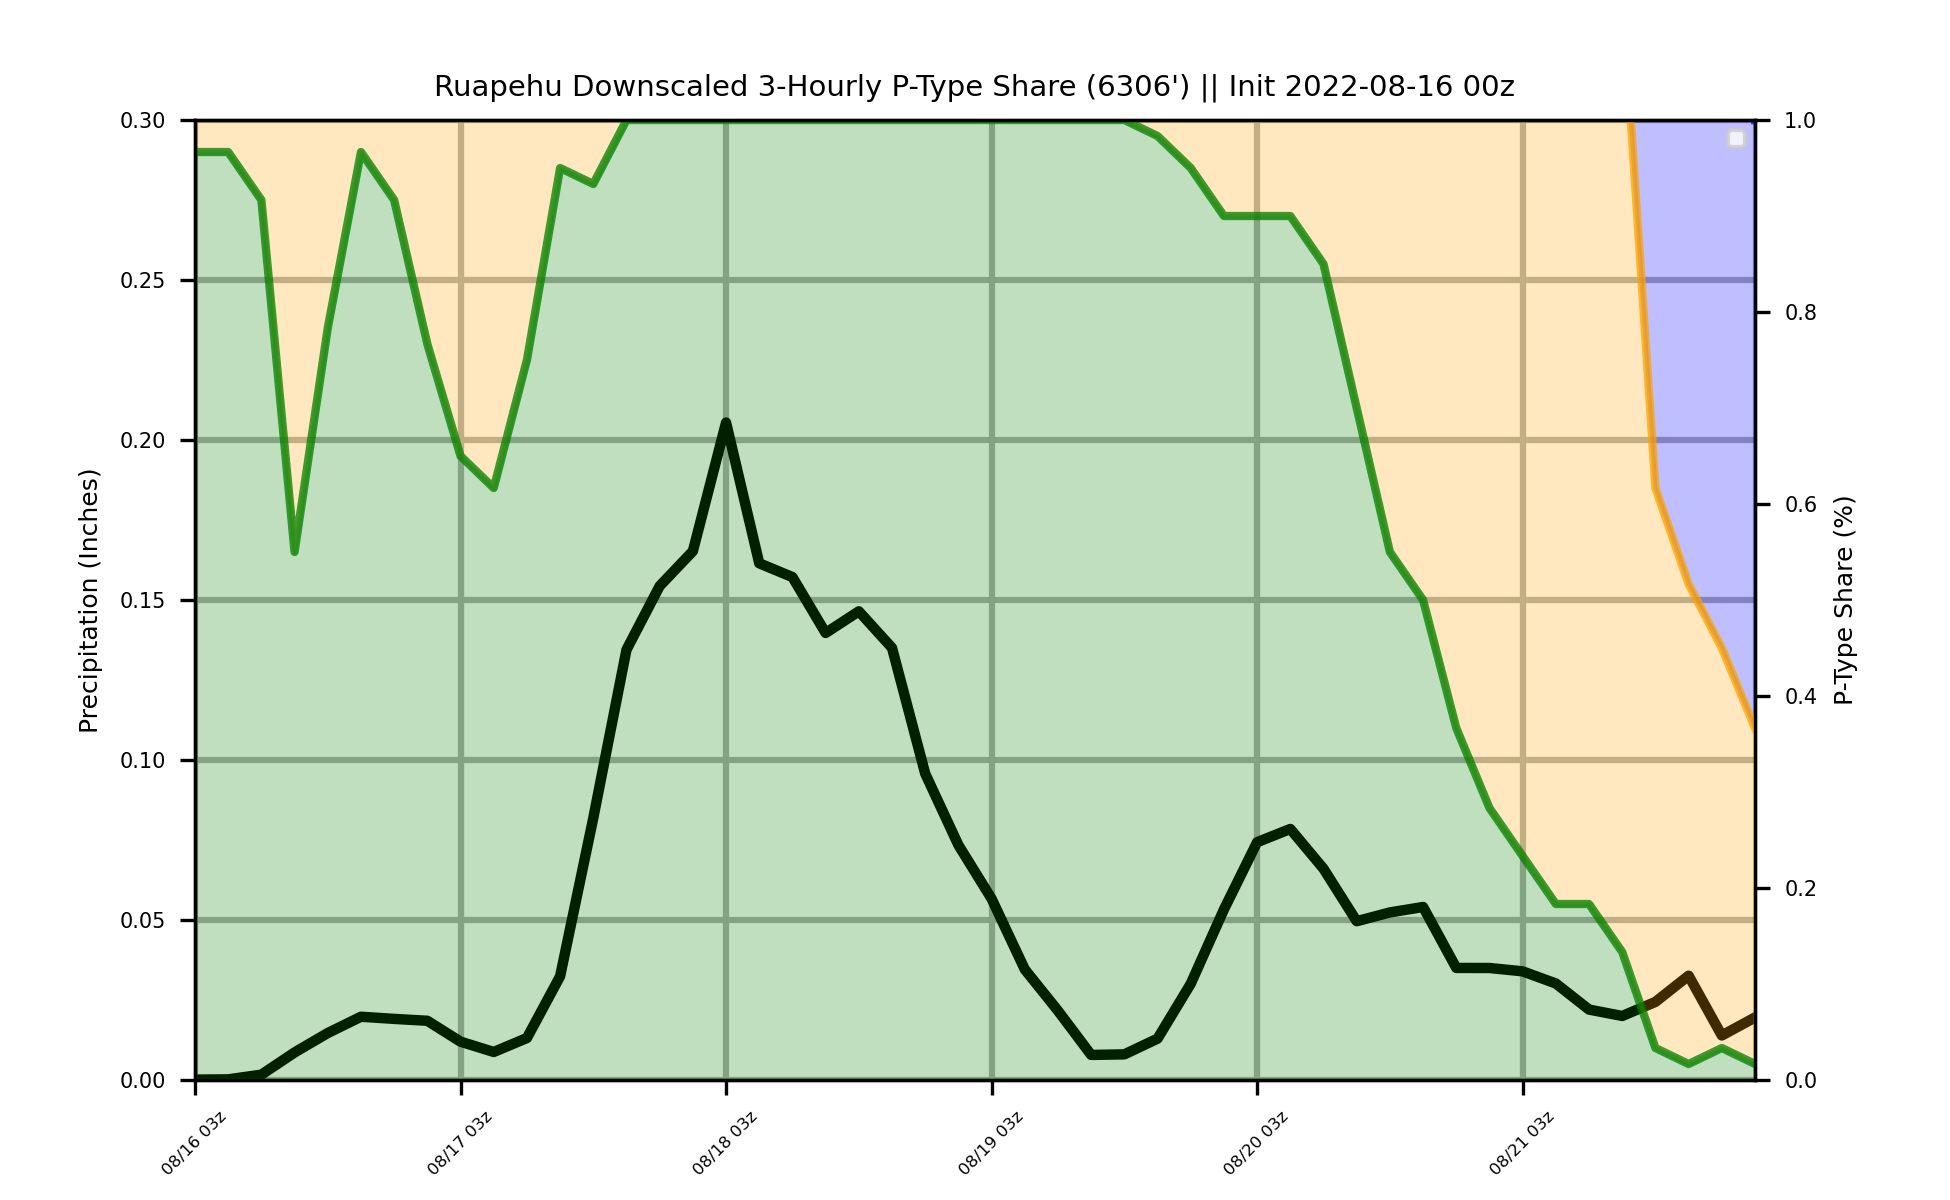 Ruapehu Downscaled 3-Hourly P-Type Share (6306') || Init 2022-08-16 00z
0.30
0.25
0.20
0.15
0.10
0.05
0.00
Precipitation (Inches)
1.0
0.8
0.6
0.4
0.2
0.0
P-Type Share (%)
08/16 03z
08/17 03z
08/18 03z
08/19 03z
08/20 03z
08/21 03z